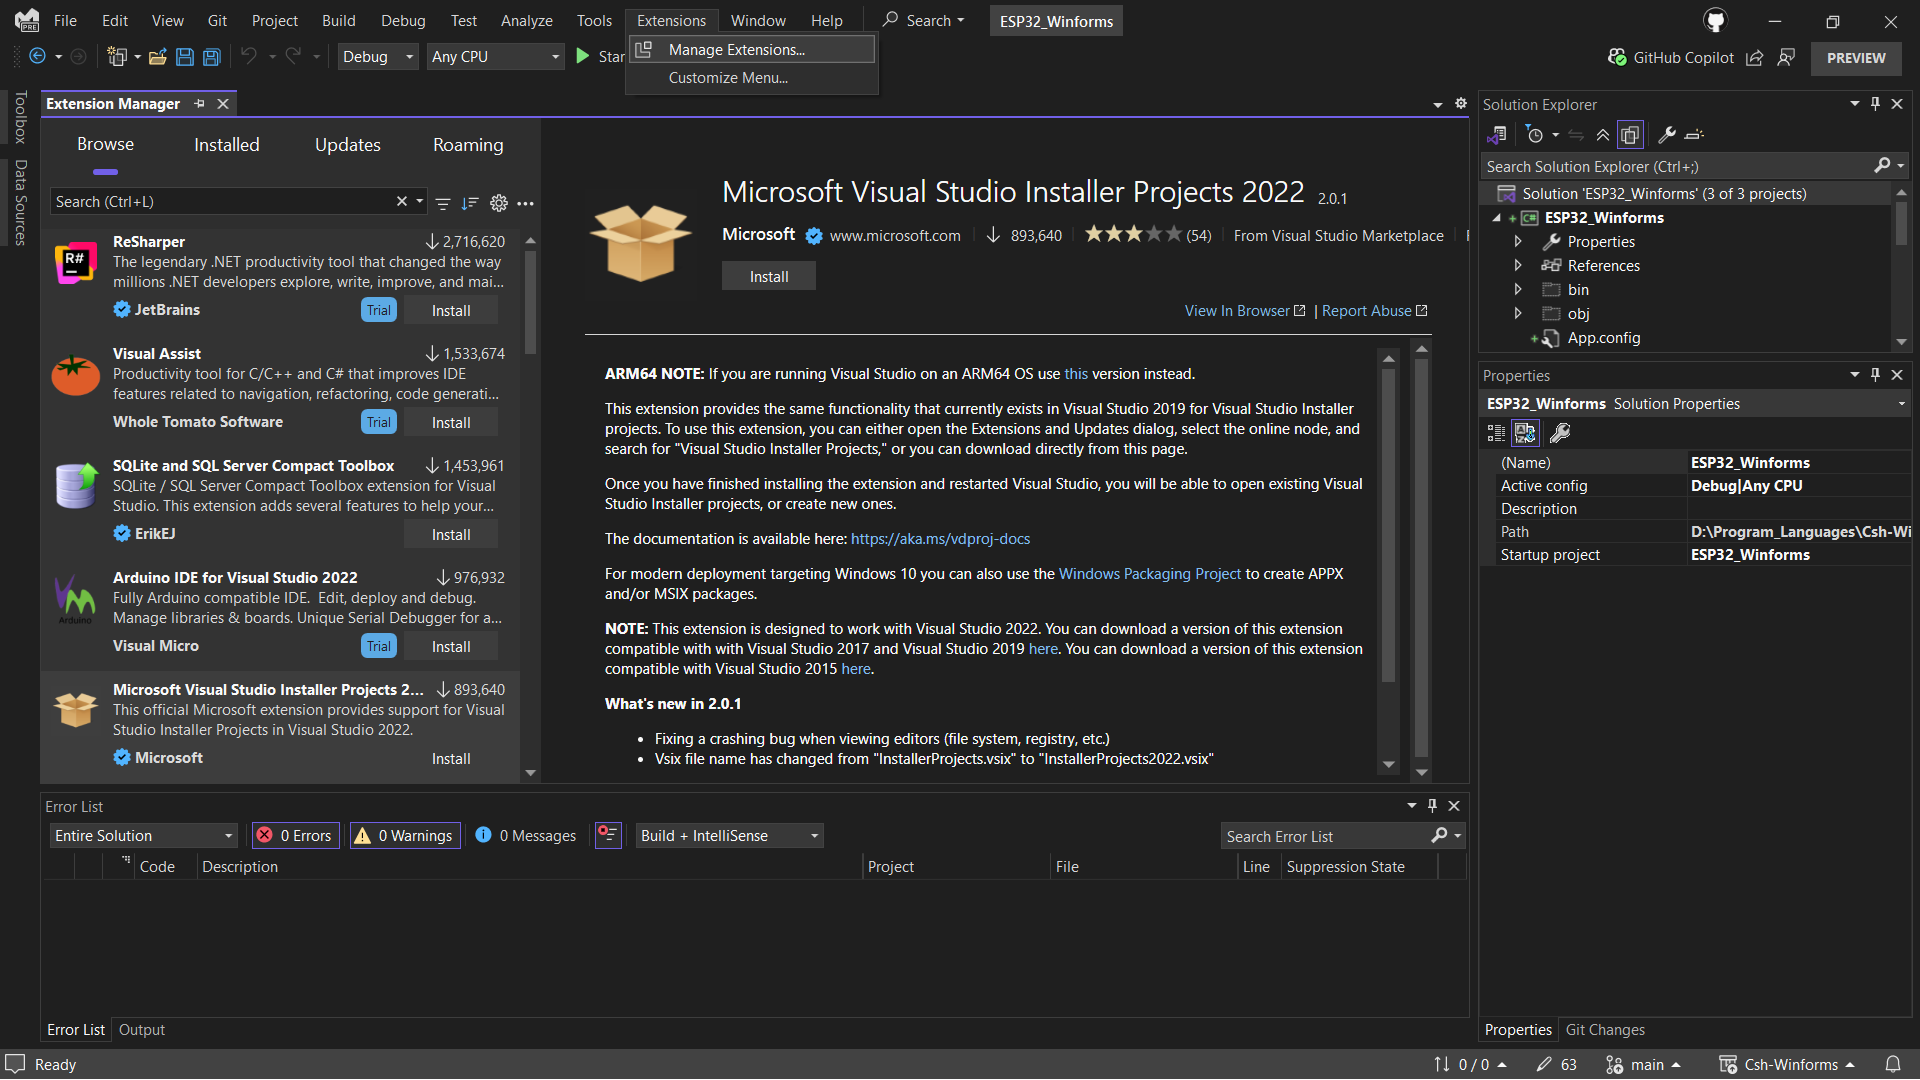 File Edit View Git Project Build Debug Test Analyze Tools Extensions Window Help Search ESP32_Winforms
PRE
Debug Any CPU Star GitHub Copilot PREVIEW
Manage Extensions...
Customize Menu...
Toolbox
Data Sources
Extension Manager
Browse Installed Updates Roaming
Search (Ctrl+L)
ReSharper 2,716,620
The legendary .NET productivity tool that changed the way
millions .NET developers explore, write, improve, and mai...
JetBrains Trial Install
Visual Assist 1,533,674
Productivity tool for C/C++ and C# that improves IDE
features related to navigation, refactoring, code generati...
Whole Tomato Software Trial Install
SQLite and SQL Server Compact Toolbox 1,453,961
SQLite / SQL Server Compact Toolbox extension for Visual
Studio. This extension adds several features to help your...
ErikEJ Install
Arduino IDE for Visual Studio 2022 976,932
Fully Arduino compatible IDE. Edit, deploy and debug.
Manage libraries & boards. Unique Serial Debugger for a...
Visual Micro Trial Install
Microsoft Visual Studio Installer Projects 2... 893,640
This official Microsoft extension provides support for Visual
Studio Installer Projects in Visual Studio 2022.
Microsoft Install
R#
Arduino
Microsoft Visual Studio Installer Projects 2022 2.0.1
Microsoft www.microsoft.com 893,640 (54) From Visual Studio Marketplace
Install
View In Browser | Report Abuse
ARM64 NOTE: If you are running Visual Studio on an ARM64 OS use this version instead.
This extension provides the same functionality that currently exists in Visual Studio 2019 for Visual Studio Installer
projects. To use this extension, you can either open the Extensions and Updates dialog, select the online node, and
search for "Visual Studio Installer Projects," or you can download directly from this page.
Once you have finished installing the extension and restarted Visual Studio, you will be able to open existing Visual
Studio Installer projects, or create new ones.
The documentation is available here: https://aka.ms/vdproj-docs
For modern deployment targeting Windows 10 you can also use the Windows Packaging Project to create APPX
and/or MSIX packages.
NOTE: This extension is designed to work with Visual Studio 2022. You can download a version of this extension
compatible with with Visual Studio 2017 and Visual Studio 2019 here. You can download a version of this extension
compatible with Visual Studio 2015 here.
What's new in 2.0.1
• Fixing a crashing bug when viewing editors (file system, registry, etc.)
• Vsix file name has changed from "InstallerProjects.vsix" to "InstallerProjects2022.vsix"
Solution Explorer
Search Solution Explorer (Ctrl+;)
Solution 'ESP32_Winforms' (3 of 3 projects)
C# ESP32_Winforms
Properties
References
bin
obj
App.config
Properties
ESP32_Winforms Solution Properties
(Name) ESP32_Winforms
Active config Debug|Any CPU
Description
Path D:\Program_Languages\Csh-Wi
Startup project ESP32_Winforms
Properties Git Changes
Error List
Entire Solution 0 Errors 0 Warnings 0 Messages Build + IntelliSense Search Error List
Code Description Project File Line Suppression State
Error List Output
Ready 0 / 0 63 main Csh-Winforms